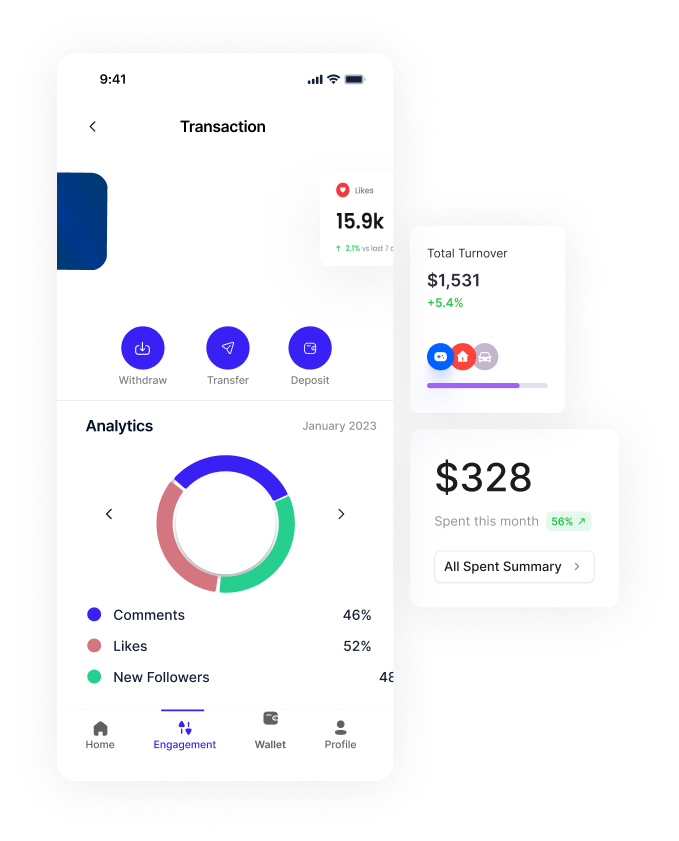 9:41
Transaction
Likes
15.9k
↑ 2,1% vs last 7
Withdraw
Transfer
Deposit
Analytics
January 2023
Comments 46%
Likes 52%
New Followers 48
Home
Engagement
Wallet
Profile
Total Turnover
$1,531
+5.4%
$328
Spent this month 56% ↗
All Spent Summary >